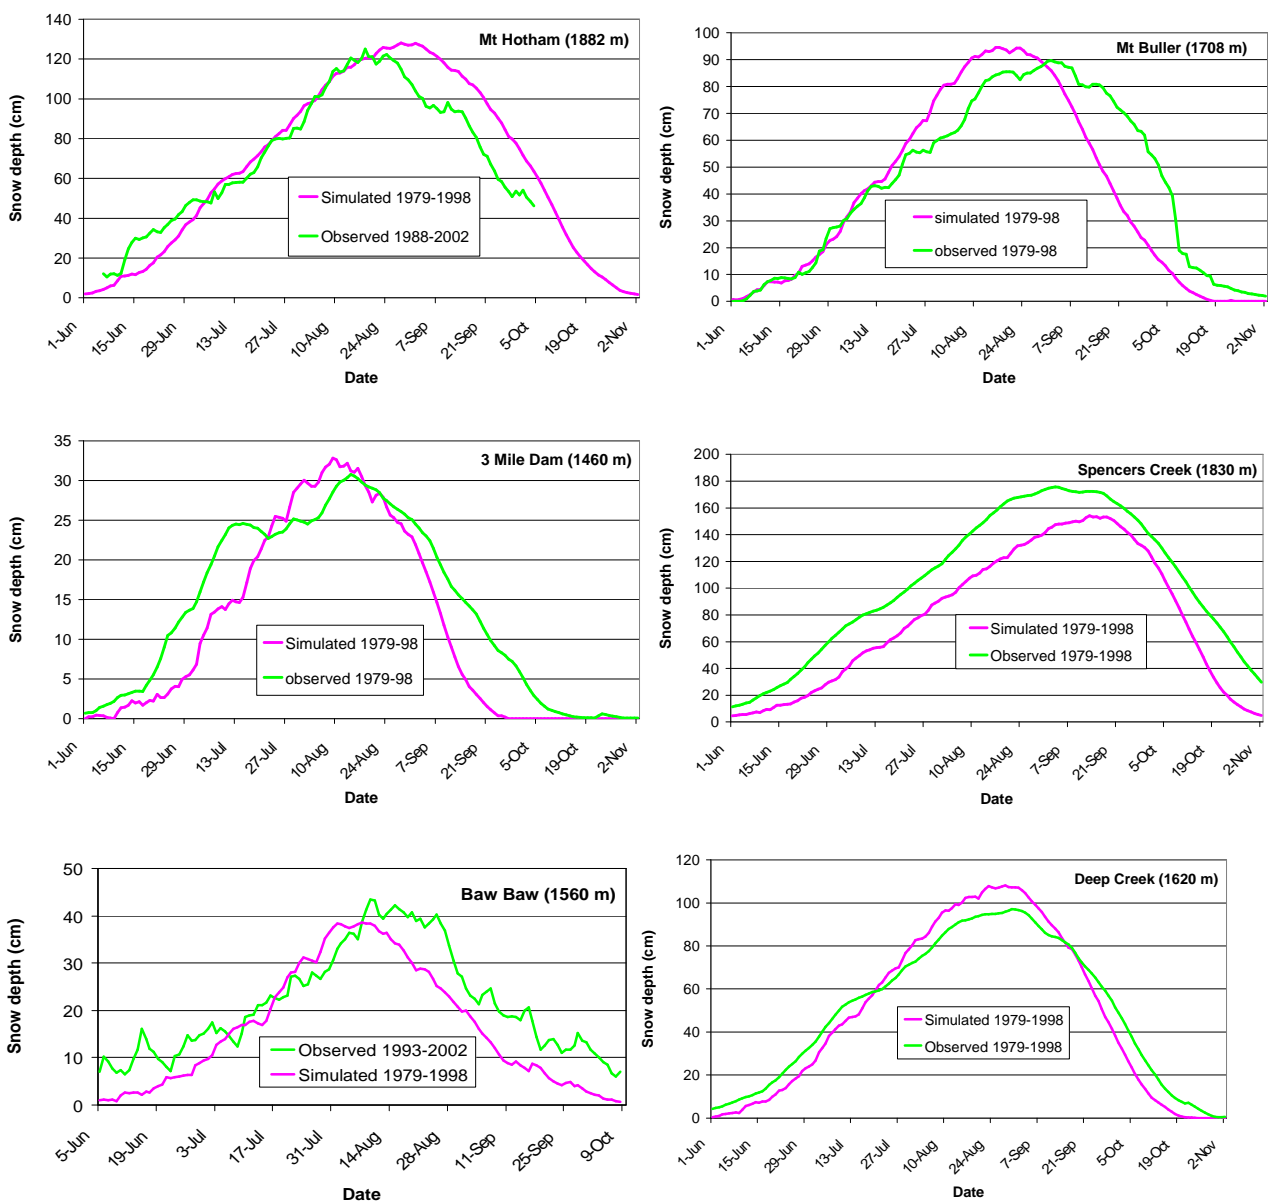 Mt Hotham (1882 m)
Snow depth (cm)
140
120
100
80
60
40
20
0
Simulated 1979-1998
Observed 1988-2002
1-Jun
15-Jun
29-Jun
13-Jul
27-Jul
10-Aug
24-Aug
7-Sep
21-Sep
5-Oct
19-Oct
2-Nov
Date
Mt Buller (1708 m)
Snow depth (cm)
100
90
80
70
60
50
40
30
20
10
0
simulated 1979-98
observed 1979-98
1-Jun
15-Jun
29-Jun
13-Jul
27-Jul
10-Aug
24-Aug
7-Sep
21-Sep
5-Oct
19-Oct
2-Nov
Date
3 Mile Dam (1460 m)
Snow depth (cm)
35
30
25
20
15
10
5
0
Simulated 1979-98
observed 1979-98
1-Jun
15-Jun
29-Jun
13-Jul
27-Jul
10-Aug
24-Aug
7-Sep
21-Sep
5-Oct
19-Oct
2-Nov
Date
Spencers Creek (1830 m)
Snow depth (cm)
200
180
160
140
120
100
80
60
40
20
0
Simulated 1979-1998
Observed 1979-1998
1-Jun
15-Jun
29-Jun
13-Jul
27-Jul
10-Aug
24-Aug
7-Sep
21-Sep
5-Oct
19-Oct
2-Nov
Date
Baw Baw (1560 m)
Snow depth (cm)
50
40
30
20
10
0
Observed 1993-2002
Simulated 1979-1998
5-Jun
19-Jun
3-Jul
17-Jul
31-Jul
14-Aug
28-Aug
11-Sep
25-Sep
9-Oct
Date
Deep Creek (1620 m)
Snow depth (cm)
120
100
80
60
40
20
0
Simulated 1979-1998
Observed 1979-1998
1-Jun
15-Jun
29-Jun
13-Jul
27-Jul
10-Aug
24-Aug
7-Sep
21-Sep
5-Oct
19-Oct
2-Nov
Date